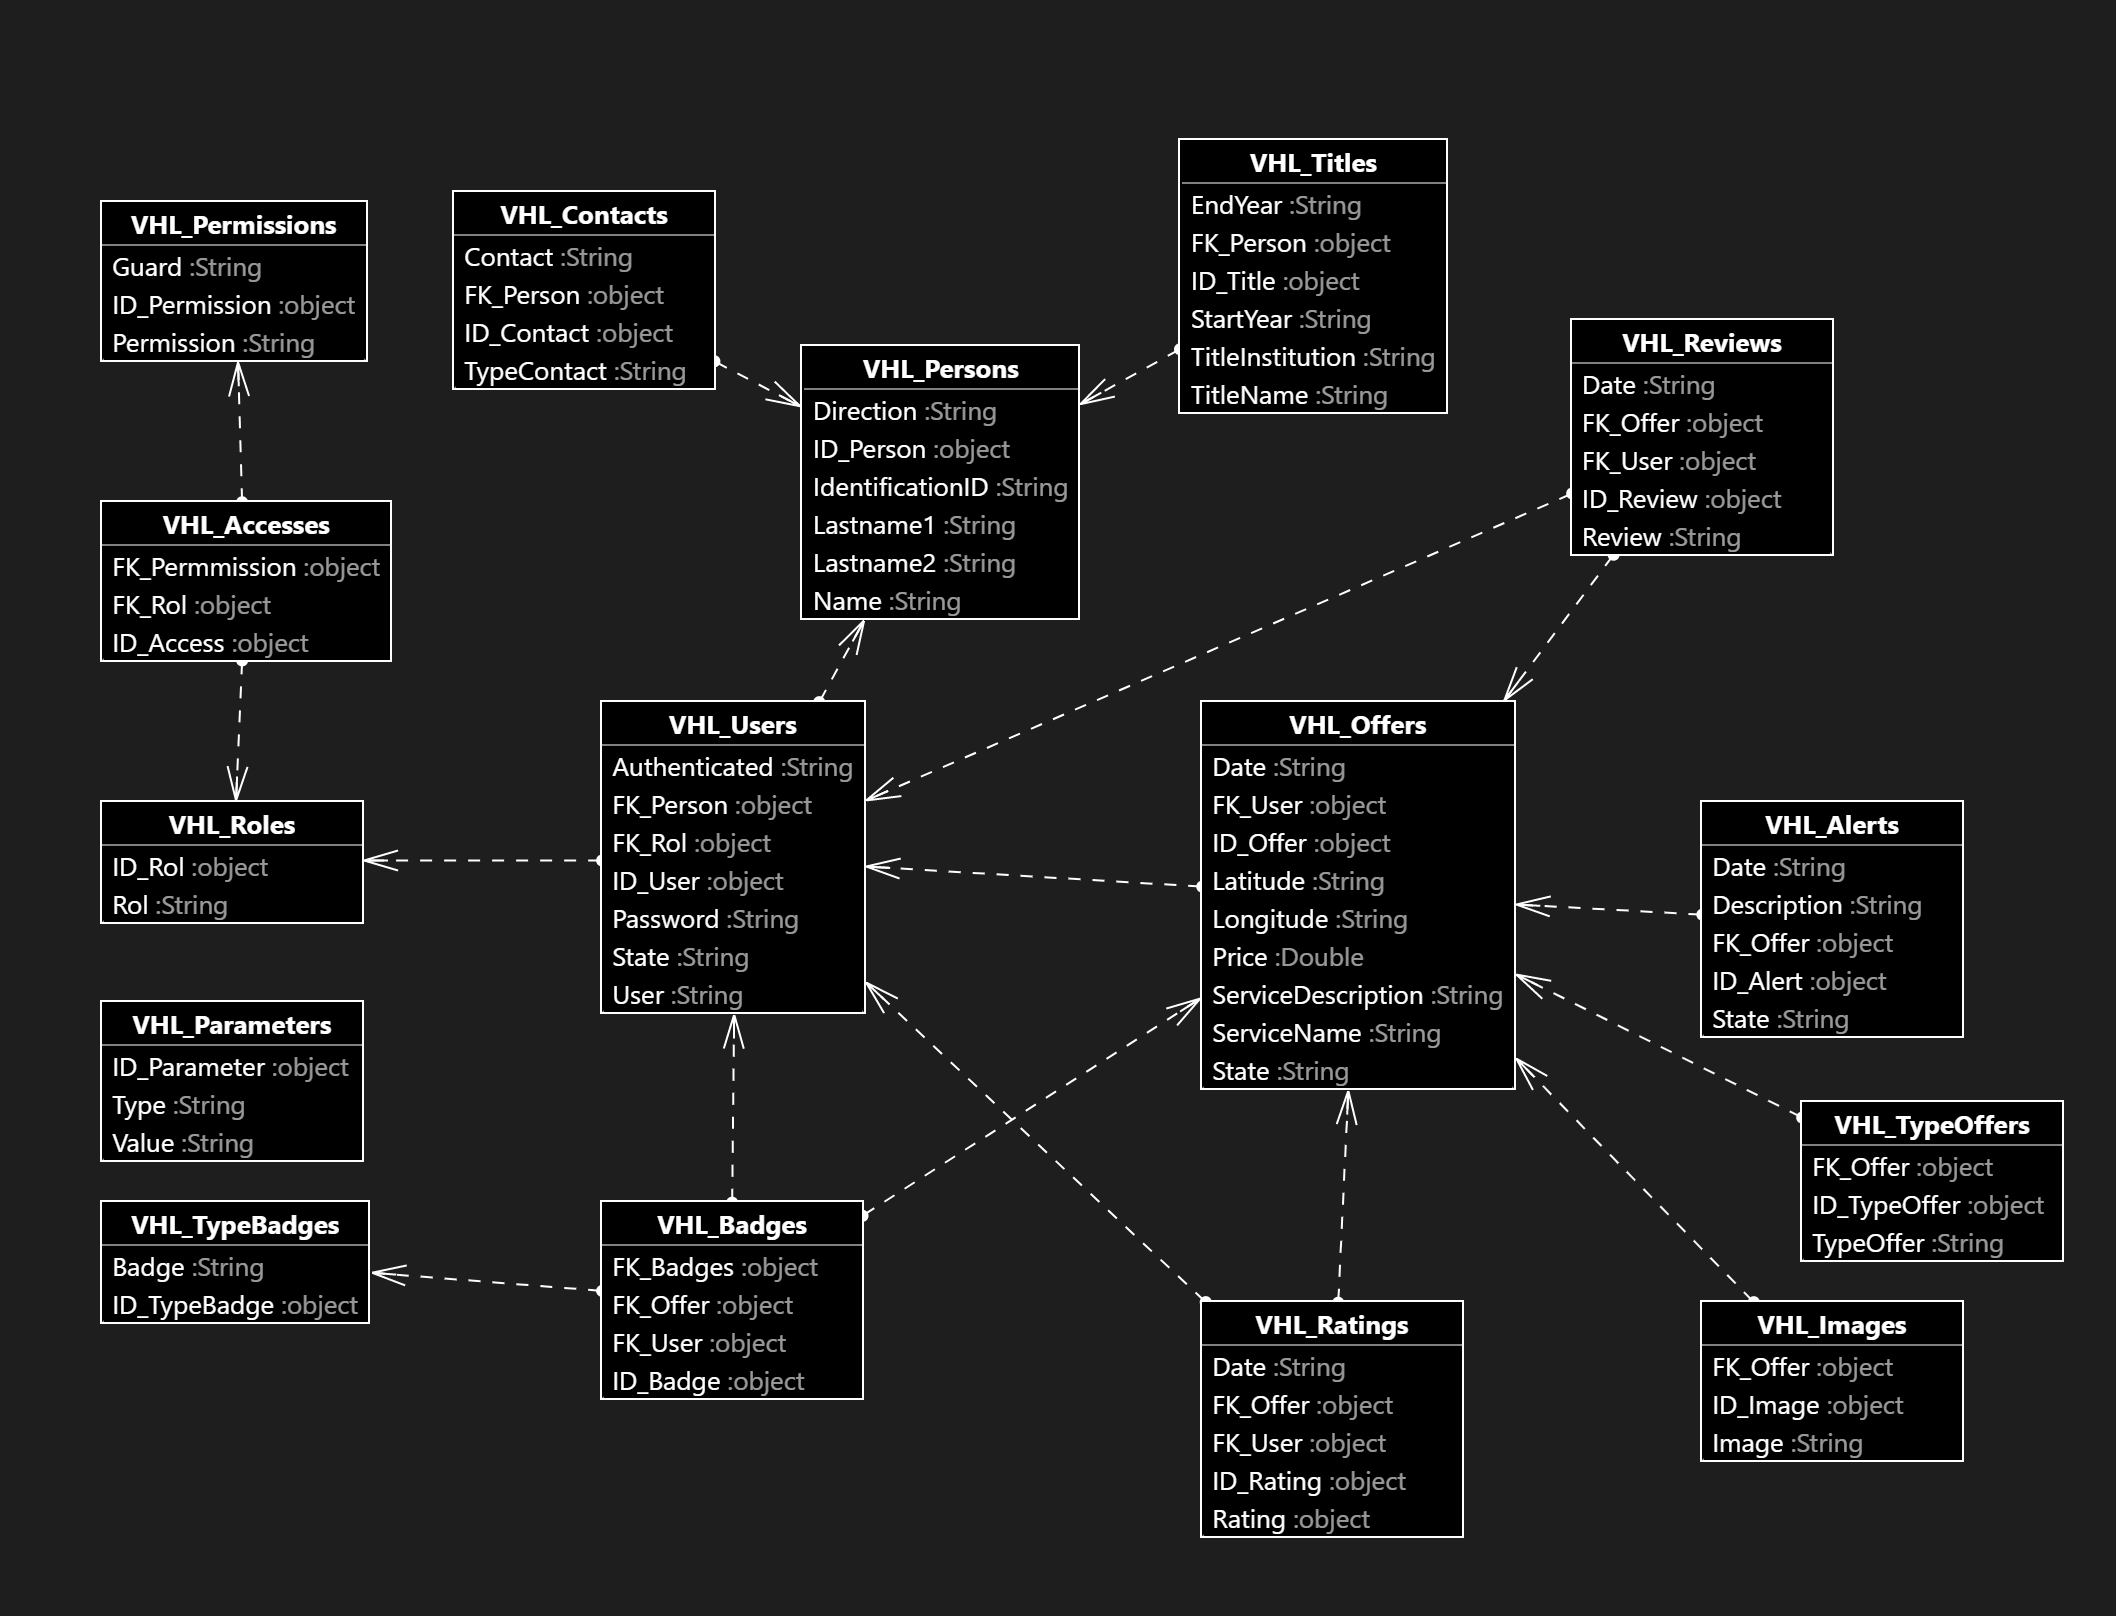 VHL_Permissions
Guard :String
ID_Permission :object
Permission :String
VHL_Contacts
Contact :String
FK_Person :object
ID_Contact :object
TypeContact :String
VHL_Titles
EndYear :String
FK_Person :object
ID_Title :object
StartYear :String
TitleInstitution :String
TitleName :String
VHL_Persons
Direction :String
ID_Person :object
IdentificationID :String
Lastname1 :String
Lastname2 :String
Name :String
VHL_Reviews
Date :String
FK_Offer :object
FK_User :object
ID_Review :object
Review :String
VHL_Accesses
FK_Permmission :object
FK_Rol :object
ID_Access :object
VHL_Roles
ID_Rol :object
Rol :String
VHL_Users
Authenticated :String
FK_Person :object
FK_Rol :object
ID_User :object
Password :String
State :String
User :String
VHL_Offers
Date :String
FK_User :object
ID_Offer :object
Latitude :String
Longitude :String
Price :Double
ServiceDescription :String
ServiceName :String
State :String
VHL_Alerts
Date :String
Description :String
FK_Offer :object
ID_Alert :object
State :String
VHL_Parameters
ID_Parameter :object
Type :String
Value :String
VHL_TypeOffers
FK_Offer :object
ID_TypeOffer :object
TypeOffer :String
VHL_TypeBadges
Badge :String
ID_TypeBadge :object
VHL_Badges
FK_Badges :object
FK_Offer :object
FK_User :object
ID_Badge :object
VHL_Ratings
Date :String
FK_Offer :object
FK_User :object
ID_Rating :object
Rating :object
VHL_Images
FK_Offer :object
ID_Image :object
Image :String